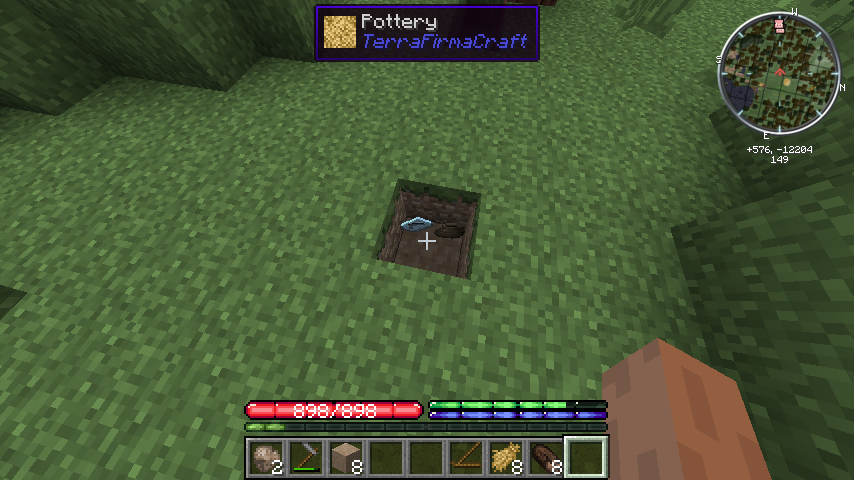 Pottery
TerraFirmaCraft
W
S
N
E
+576, -12204
149
898/898
2
8
8
8